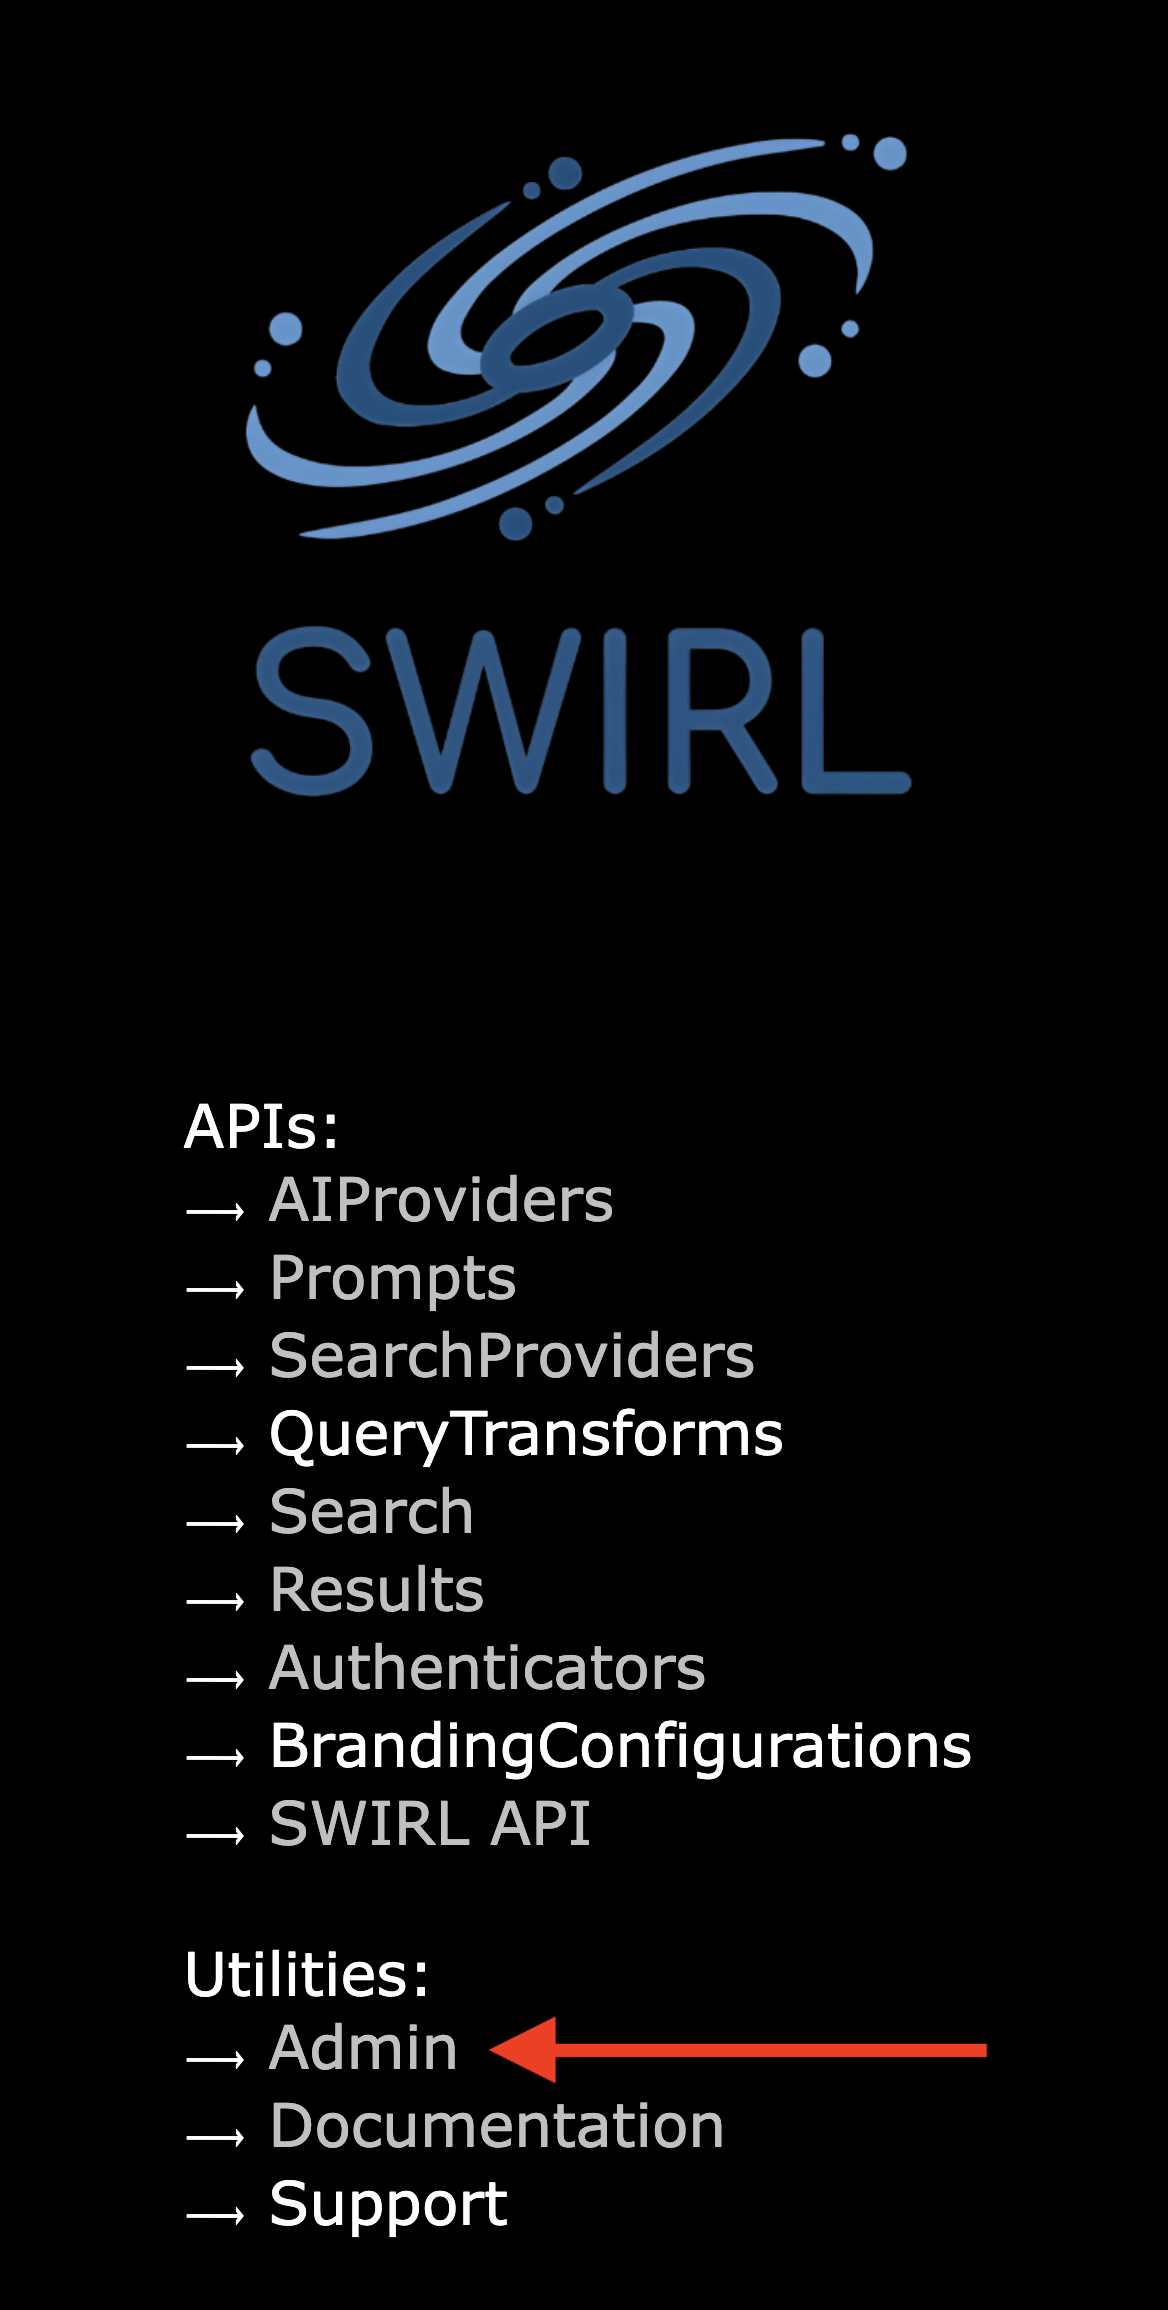 SWIRL
APIs:
→ AIProviders
→ Prompts
→ SearchProviders
→ QueryTransforms
→ Search
→ Results
→ Authenticators
→ BrandingConfigurations
→ SWIRL API
Utilities:
→ Admin
→ Documentation
→ Support